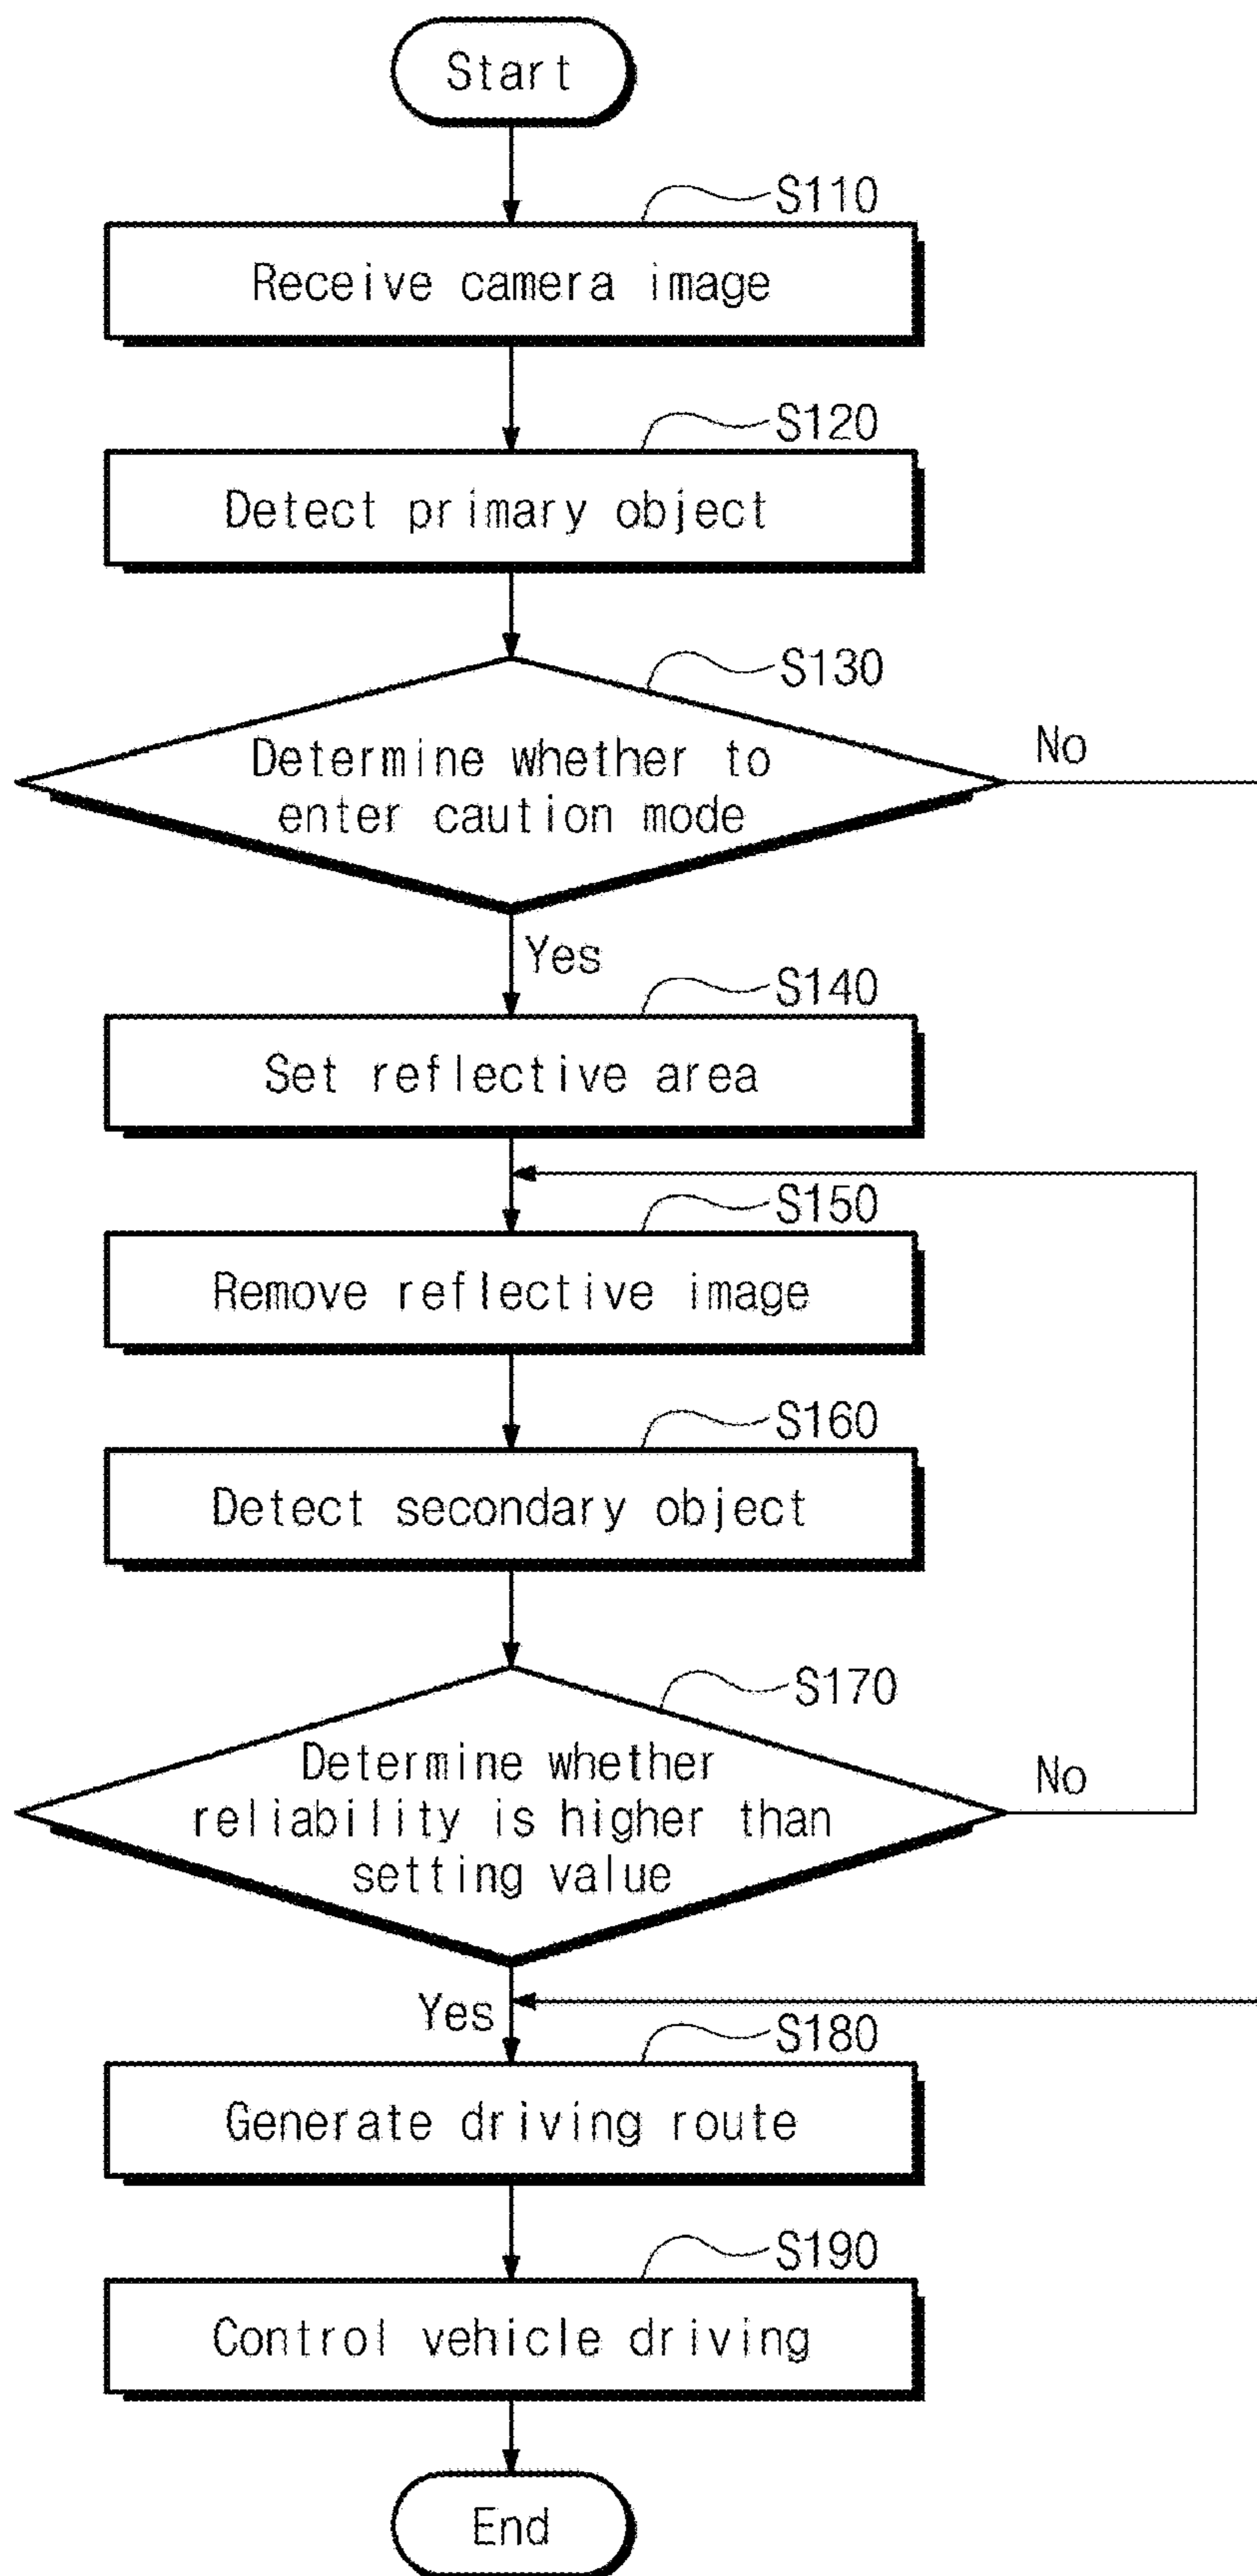 Start
S110
Receive camera image
S120
Detect primary object
S130
Determine whether to
enter caution mode
No
Yes
S140
Set reflective area
S150
Remove reflective image
S160
Detect secondary object
S170
Determine whether
reliability is higher than
setting value
No
Yes
S180
Generate driving route
S190
Control vehicle driving
End